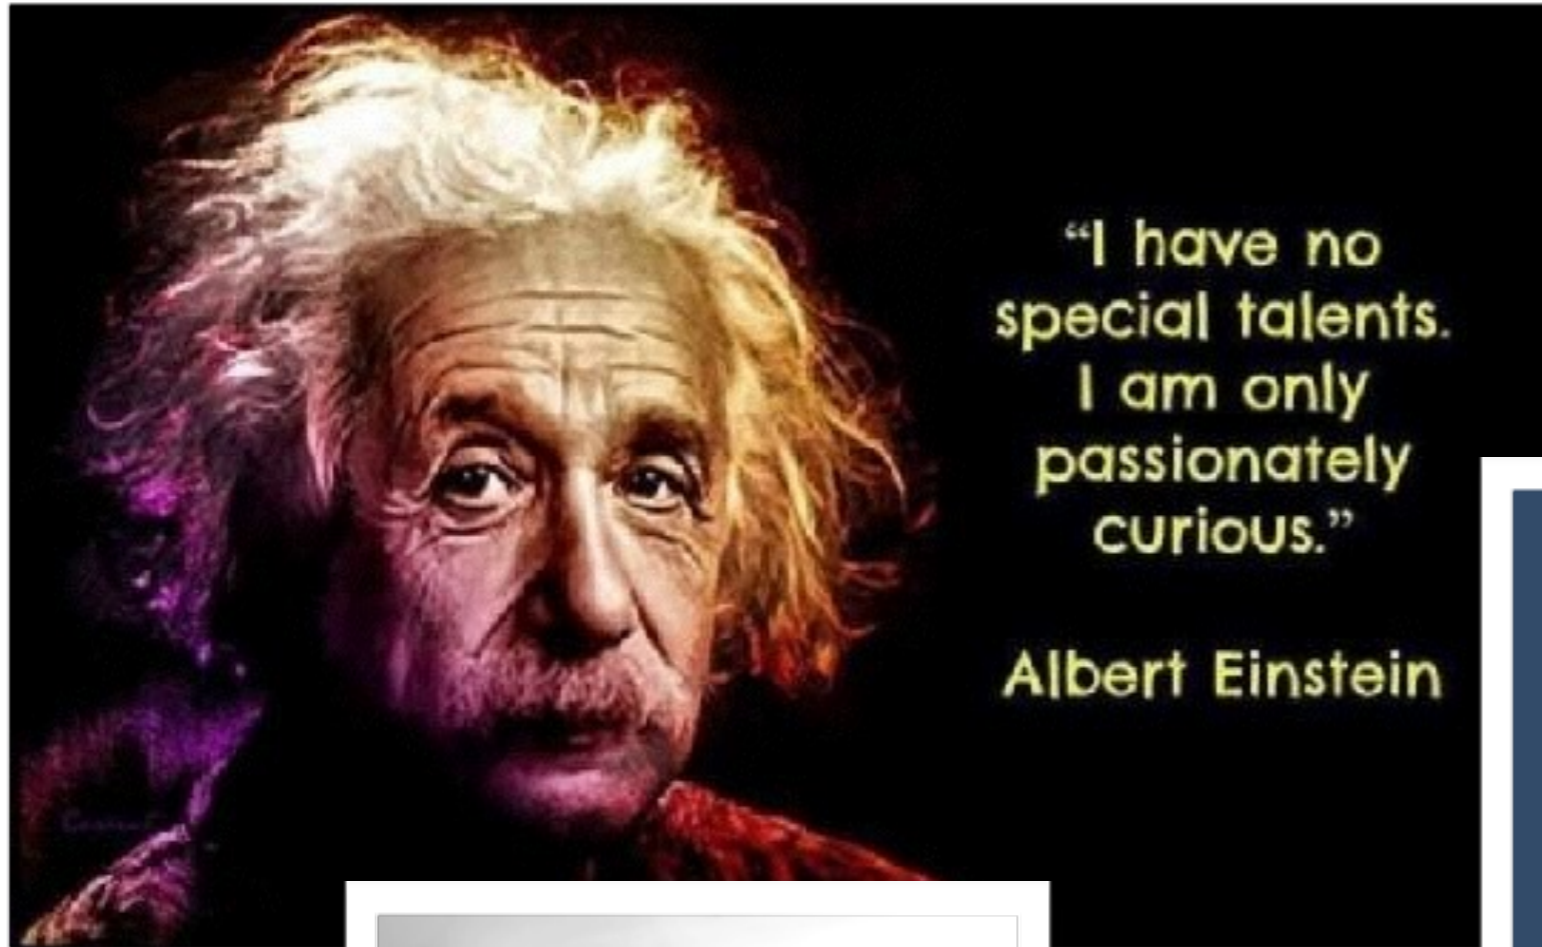 “I have no
special talents.
I am only
passionately
curious.”
Albert Einstein